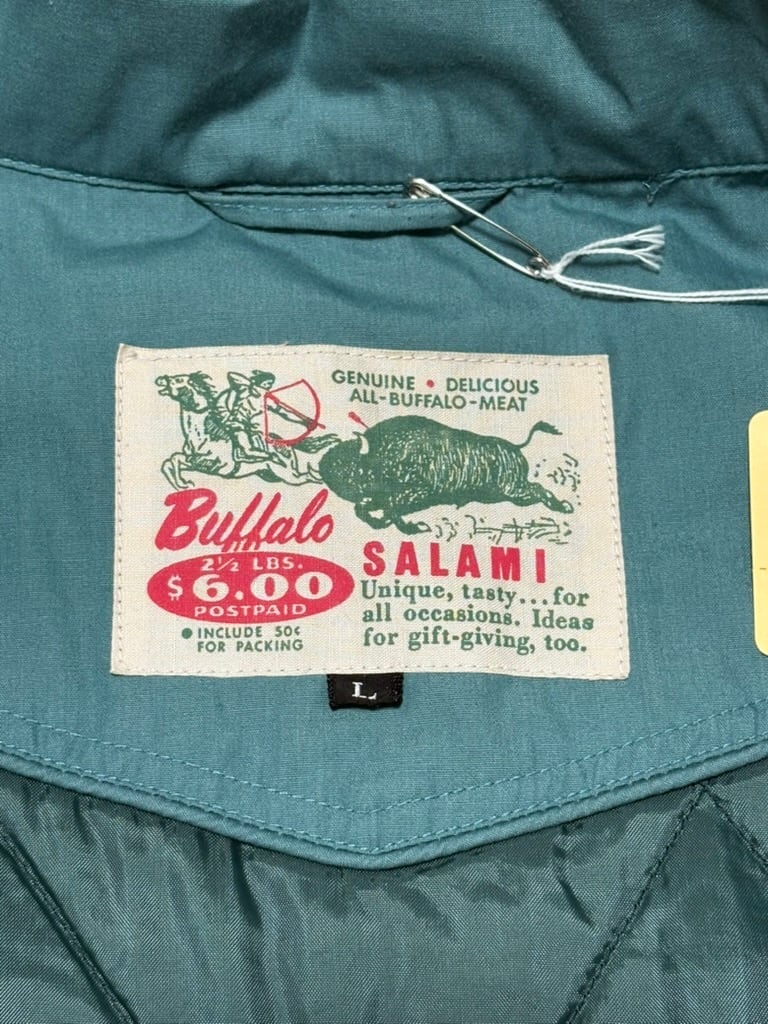 GENUINE • DELICIOUS
ALL-BUFFALO-MEAT
Buffalo
SALAMI
2½ LBS.
$6.00
POSTPAID
• INCLUDE 50¢
FOR PACKING
Unique, tasty...for
all occasions. Ideas
for gift-giving, too.
L